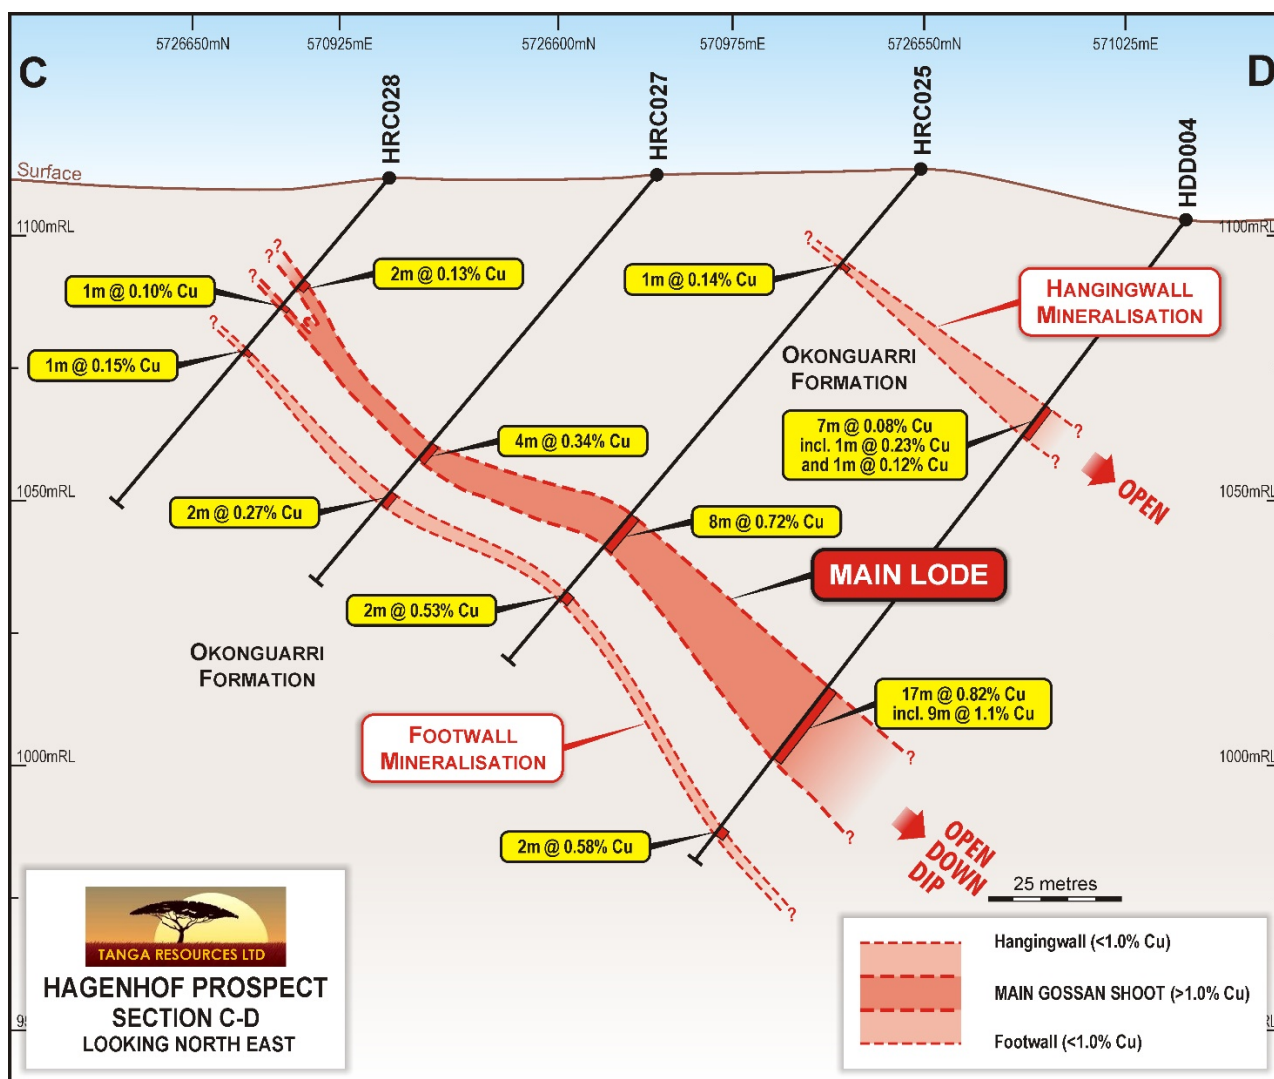 5726650mN
570925mE
5726600mN
570975mE
5726550mN
571025mE
C
D
HRC028
HRC027
HRC025
HDD004
Surface
1100mRL
1100mRL
?
?
?
?
?
2m @ 0.13% Cu
1m @ 0.14% Cu
1m @ 0.10% Cu
HANGINGWALL
MINERALISATION
1m @ 0.15% Cu
OKONGUARRI
FORMATION
7m @ 0.08% Cu
incl. 1m @ 0.23% Cu
and 1m @ 0.12% Cu
?
?
OPEN
4m @ 0.34% Cu
1050mRL
1050mRL
2m @ 0.27% Cu
8m @ 0.72% Cu
MAIN LODE
2m @ 0.53% Cu
OKONGUARRI
FORMATION
17m @ 0.82% Cu
incl. 9m @ 1.1% Cu
FOOTWALL
MINERALISATION
1000mRL
1000mRL
?
?
2m @ 0.58% Cu
OPEN
DOWN
DIP
?
25 metres
TANGA RESOURCES LTD
HAGENHOF PROSPECT
SECTION C-D
LOOKING NORTH EAST
Hangingwall (<1.0% Cu)
MAIN GOSSAN SHOOT (>1.0% Cu)
Footwall (<1.0% Cu)